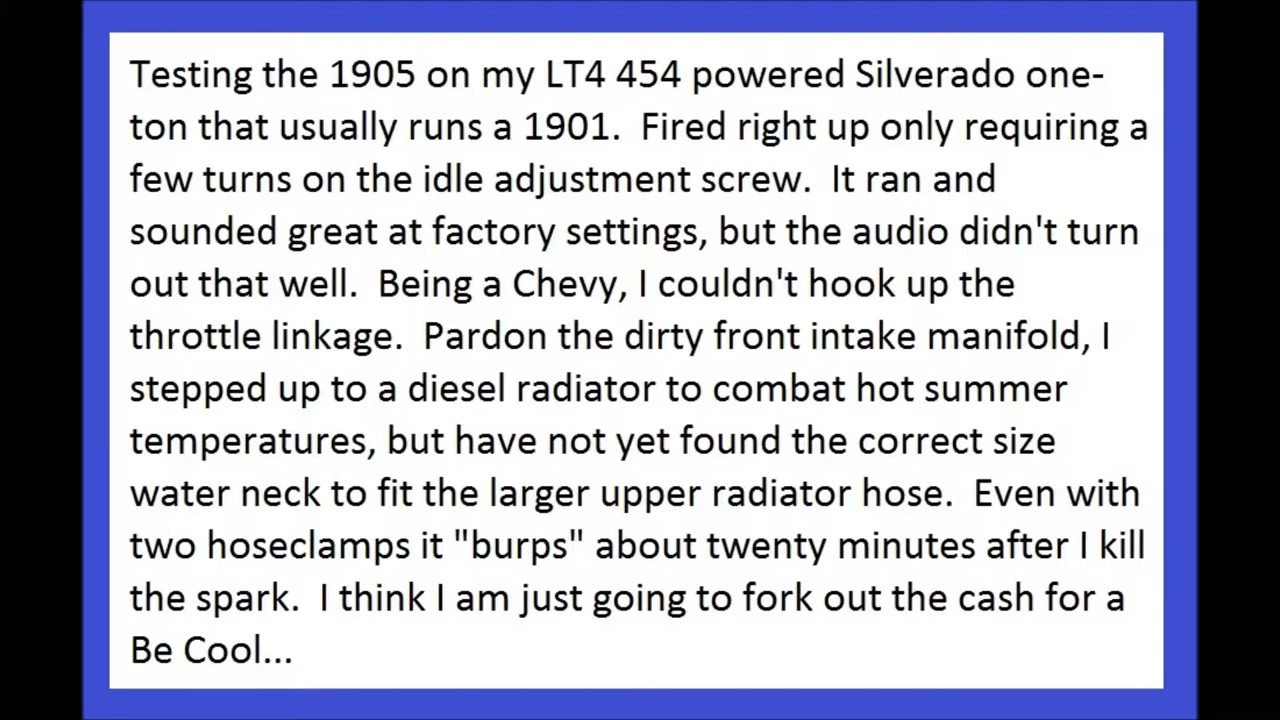 Testing the 1905 on my LT4 454 powered Silverado one-
ton that usually runs a 1901.  Fired right up only requiring a
few turns on the idle adjustment screw.  It ran and
sounded great at factory settings, but the audio didn't turn
out that well.  Being a Chevy, I couldn't hook up the
throttle linkage.  Pardon the dirty front intake manifold, I
stepped up to a diesel radiator to combat hot summer
temperatures, but have not yet found the correct size
water neck to fit the larger upper radiator hose.  Even with
two hoseclamps it "burps" about twenty minutes after I kill
the spark.  I think I am just going to fork out the cash for a
Be Cool...